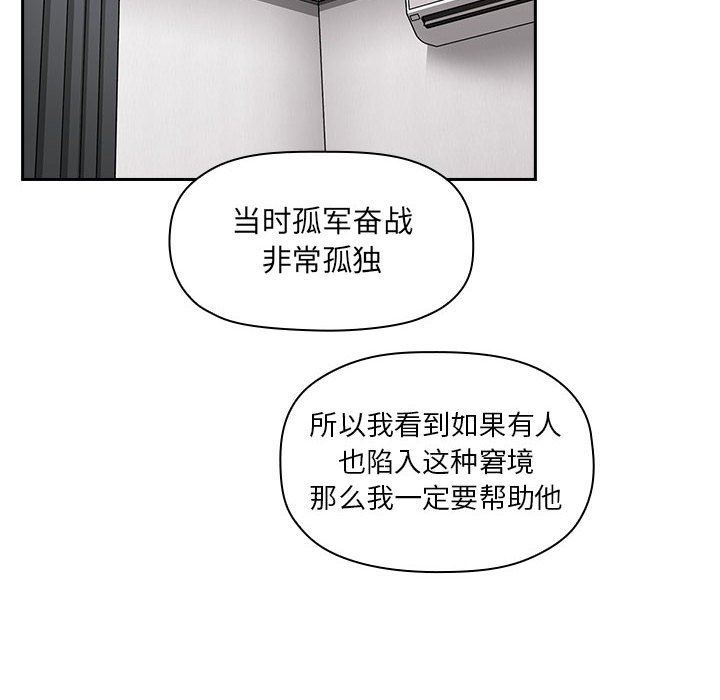 当时孤军奋战
非常孤独
所以我看到如果有人
也陷入这种窘境
那么我一定要帮助他